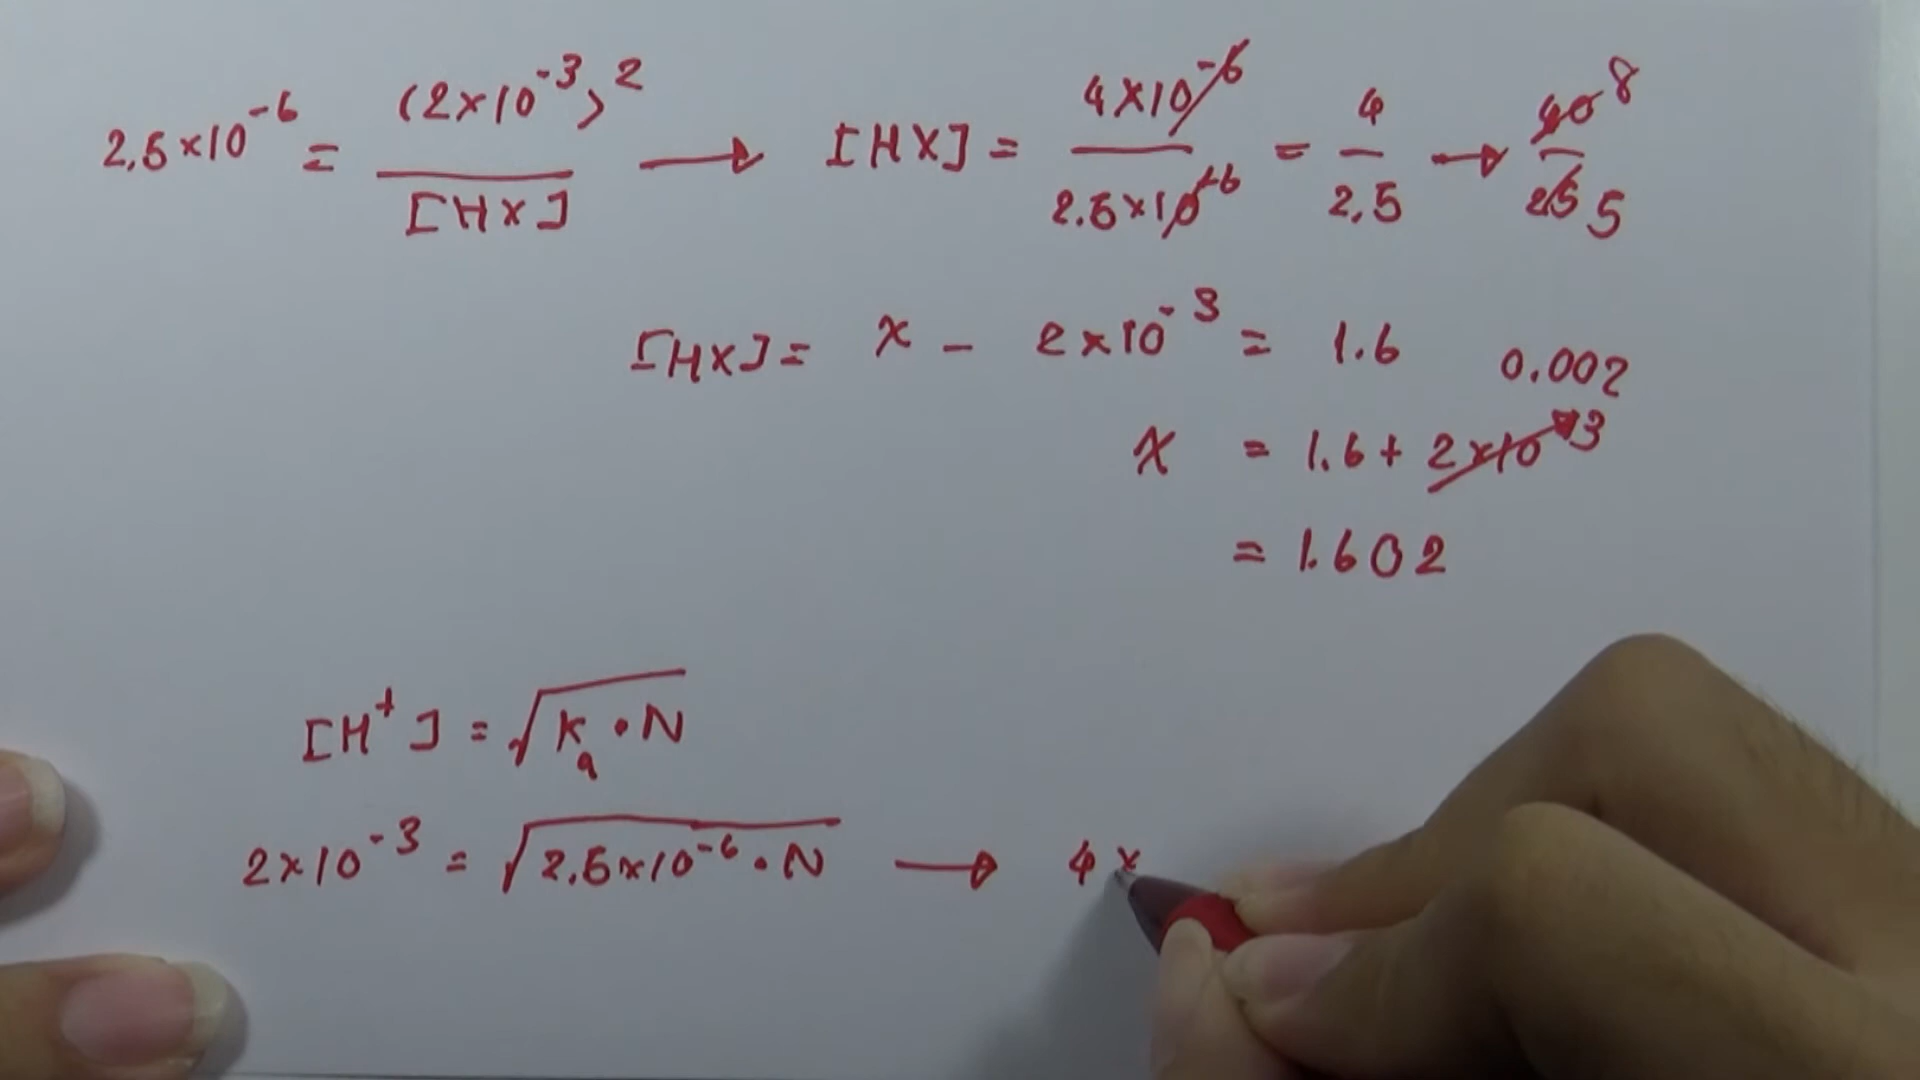 2.5×10⁻⁶ = (2×10⁻³)² / [HX] → [HX] = 4×10⁻⁶ / 2.5×10⁻⁶ = 4 / 2.5 → 40 8 / 25 5
[HX] = x - 2×10⁻³ = 1.6
0.002
x = 1.6 + 2×10⁻³
= 1.602
[H⁺] = √(Kₐ · N)
2×10⁻³ = √(2.5×10⁻⁶ · N) → 4×